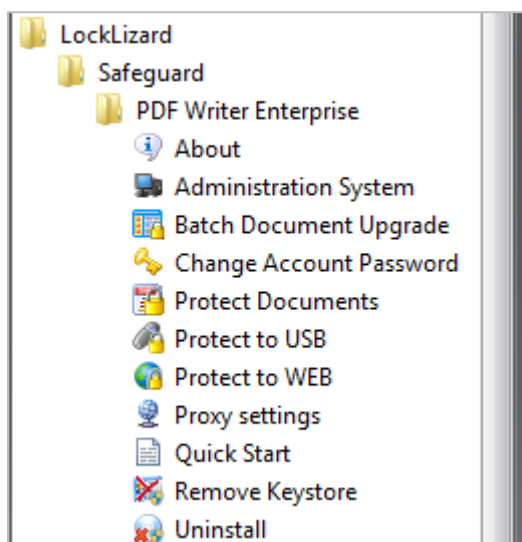 LockLizard
Safeguard
PDF Writer Enterprise
About
Administration System
Batch Document Upgrade
Change Account Password
Protect Documents
Protect to USB
Protect to WEB
Proxy settings
Quick Start
Remove Keystore
Uninstall